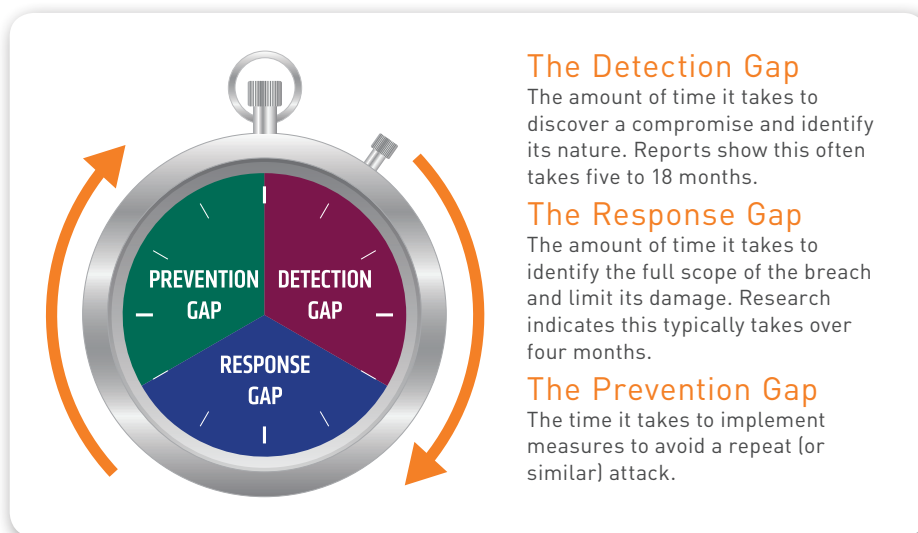 PREVENTION
GAP
DETECTION
GAP
RESPONSE
GAP
The Detection Gap
The amount of time it takes to
discover a compromise and identify
its nature. Reports show this often
takes five to 18 months.
The Response Gap
The amount of time it takes to
identify the full scope of the breach
and limit its damage. Research
indicates this typically takes over
four months.
The Prevention Gap
The time it takes to implement
measures to avoid a repeat (or
similar) attack.